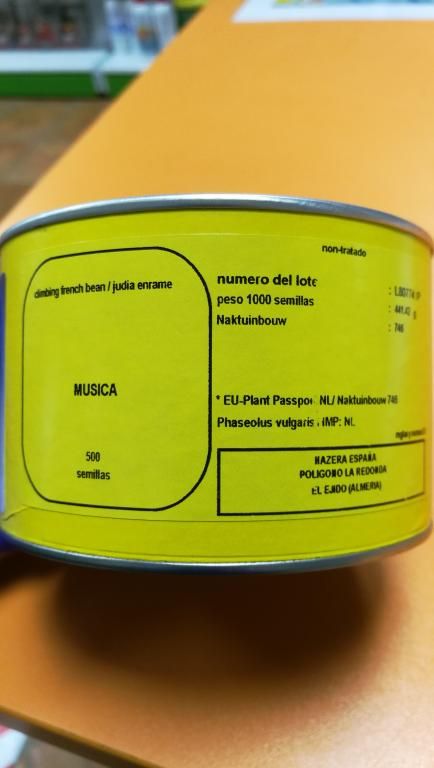 non-tratado
climbing french bean / judia enrame
MUSICA
500
semillas
numero del lote
peso 1000 semillas
Naktuinbouw : 746
* EU-Plant Passpo NL/ Naktuinbouw 746
Phaseolus vulgaris IMP: NL
HAZERA ESPAÑA
POLIGONO LA REDONDA
EL EJIDO (ALMERIA)